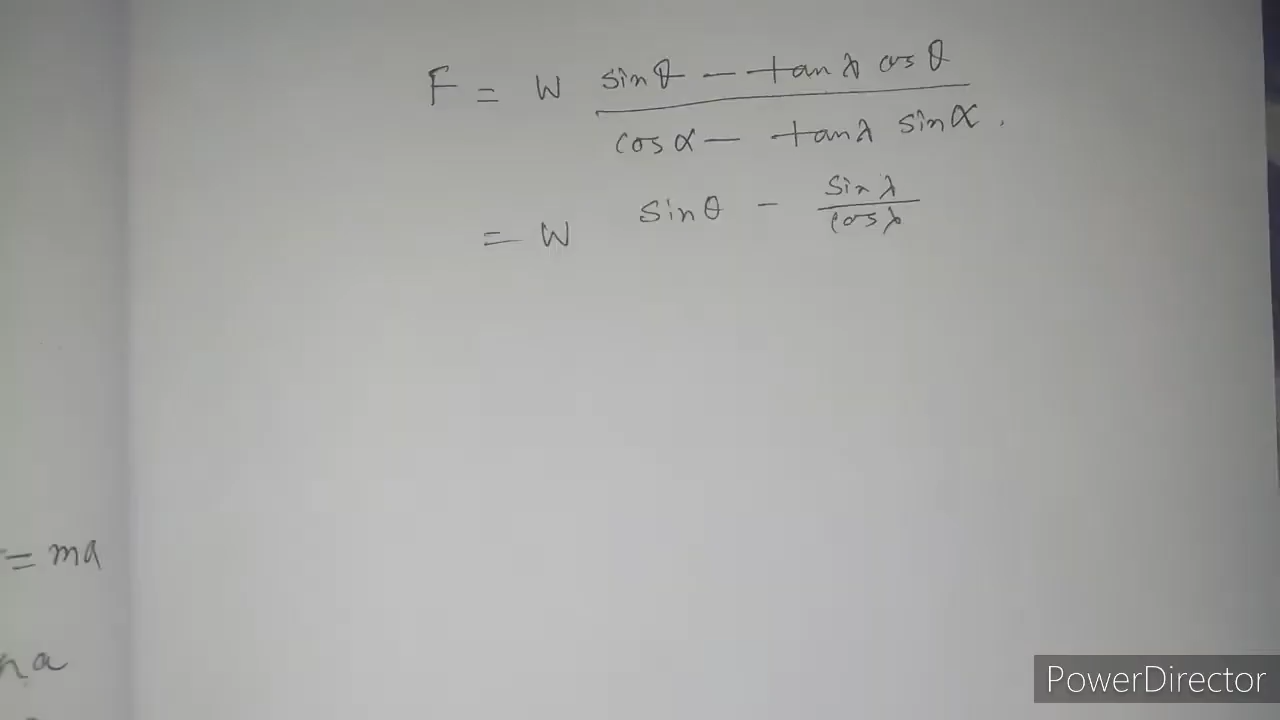 F = W (sinθ − tanλ cosθ) / (cosα − tanλ sinα).
= W sinθ − sinλ / cosλ
= ma
na
PowerDirector